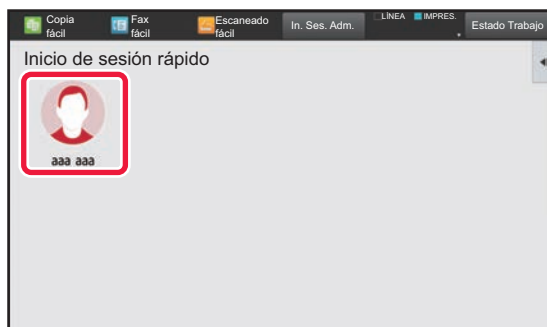 Copia
fácil
Fax
fácil
Escaneado
fácil
In. Ses. Adm.
LÍNEA
IMPRES.
Estado Trabajo
Inicio de sesión rápido
aaa aaa